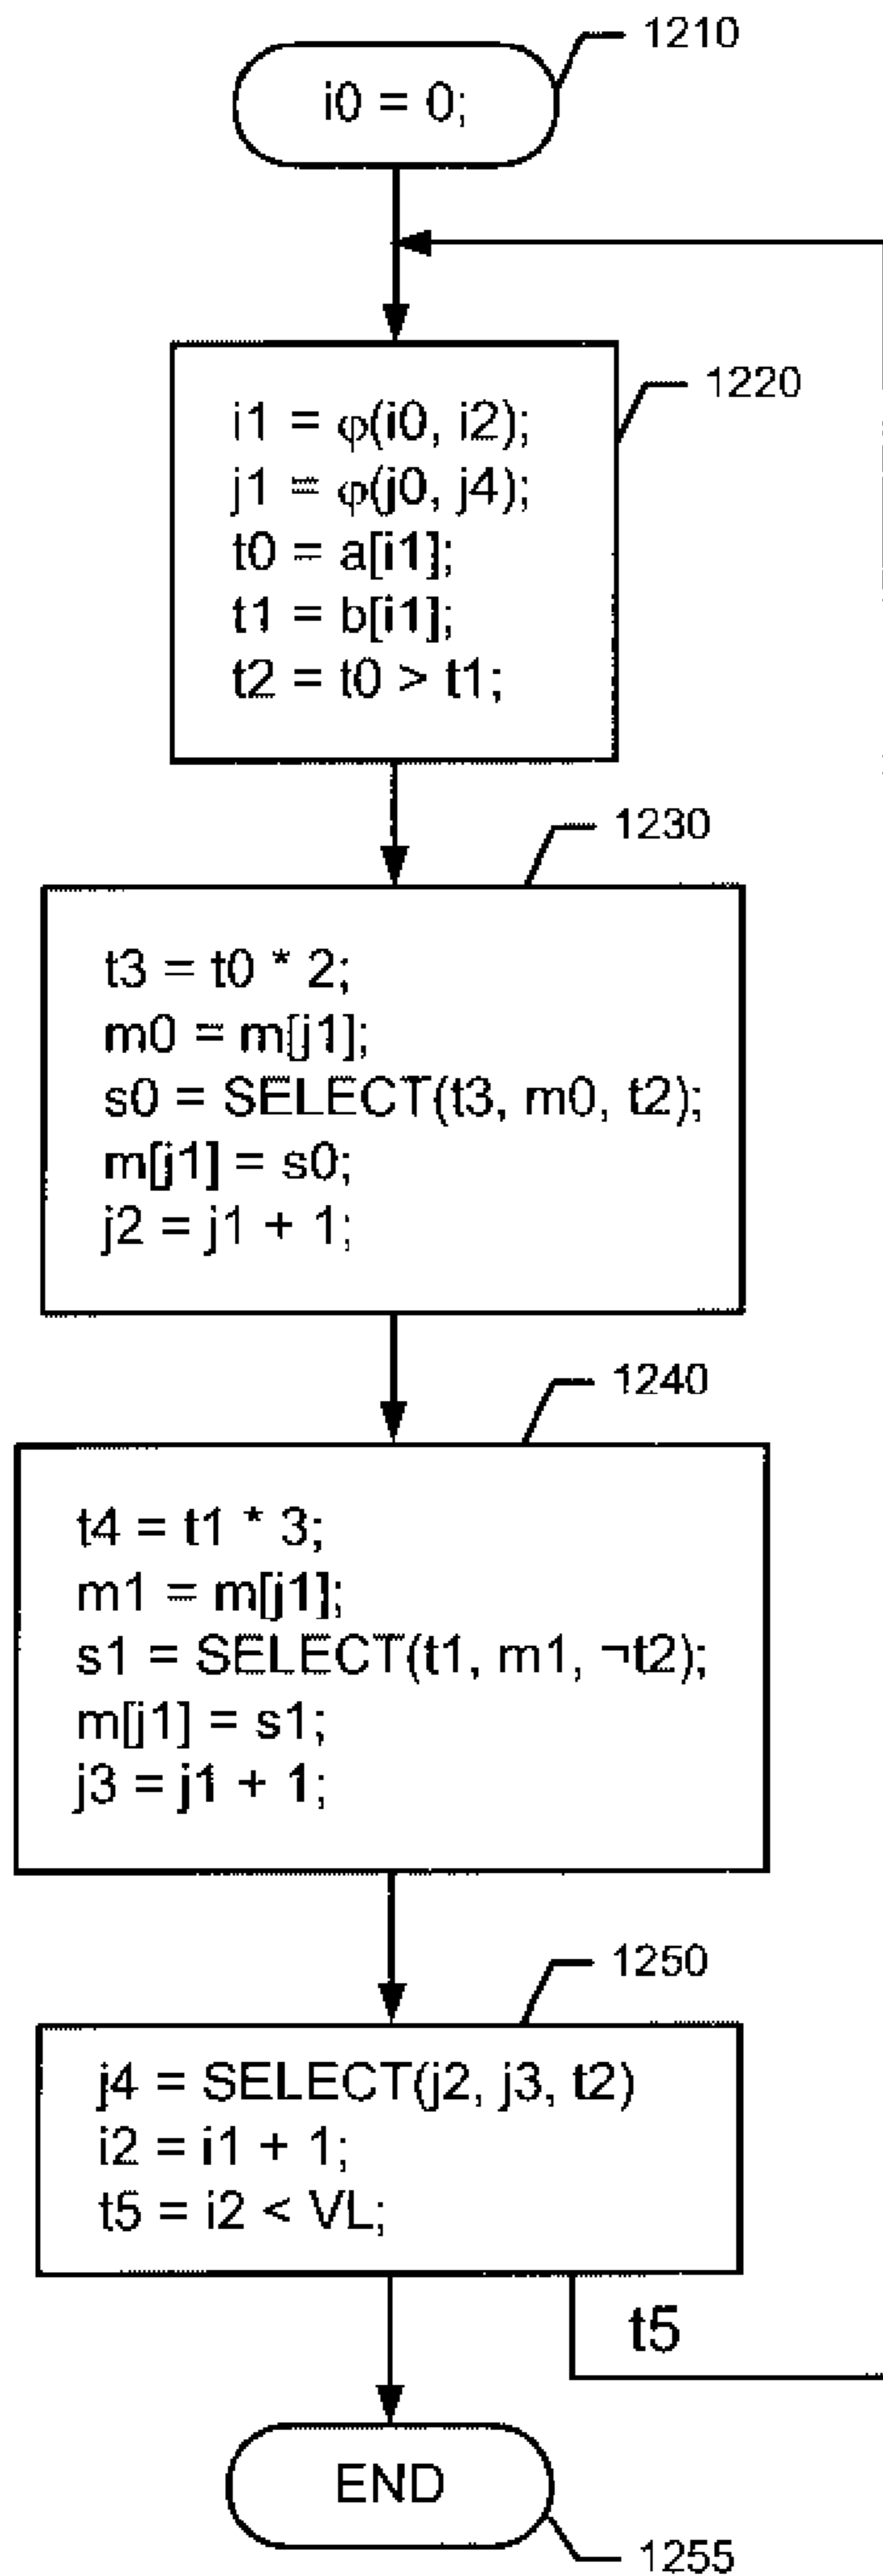 1210
i0 = 0;
1220
i1 = φ(i0, i2);
j1 = φ(j0, j4);
t0 = a[i1];
t1 = b[i1];
t2 = t0 > t1;
1230
t3 = t0 * 2;
m0 = m[j1];
s0 = SELECT(t3, m0, t2);
m[j1] = s0;
j2 = j1 + 1;
1240
t4 = t1 * 3;
m1 = m[j1];
s1 = SELECT(t1, m1, ¬t2);
m[j1] = s1;
j3 = j1 + 1;
1250
j4 = SELECT(j2, j3, t2)
i2 = i1 + 1;
t5 = i2 < VL;
t5
END
1255